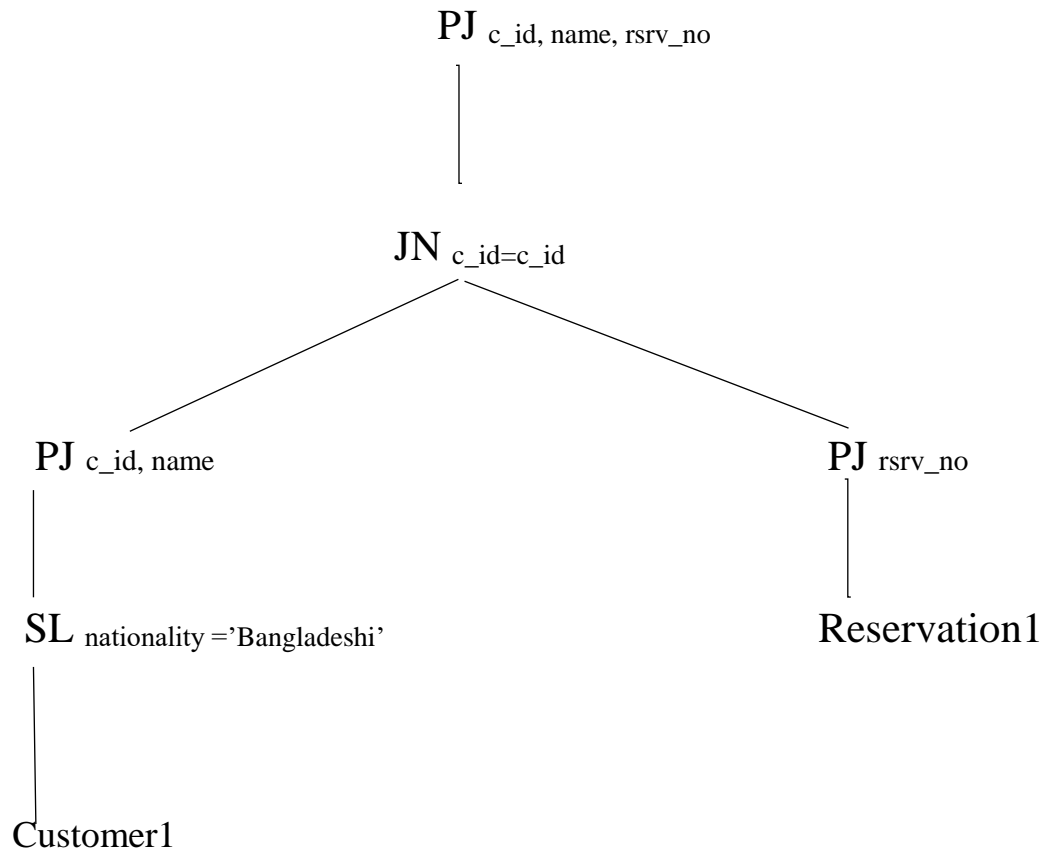 PJ c_id, name, rsrv_no
JN c_id=c_id
PJ c_id, name
PJ rsrv_no
SL nationality =’Bangladeshi’
Reservation1
Customer1